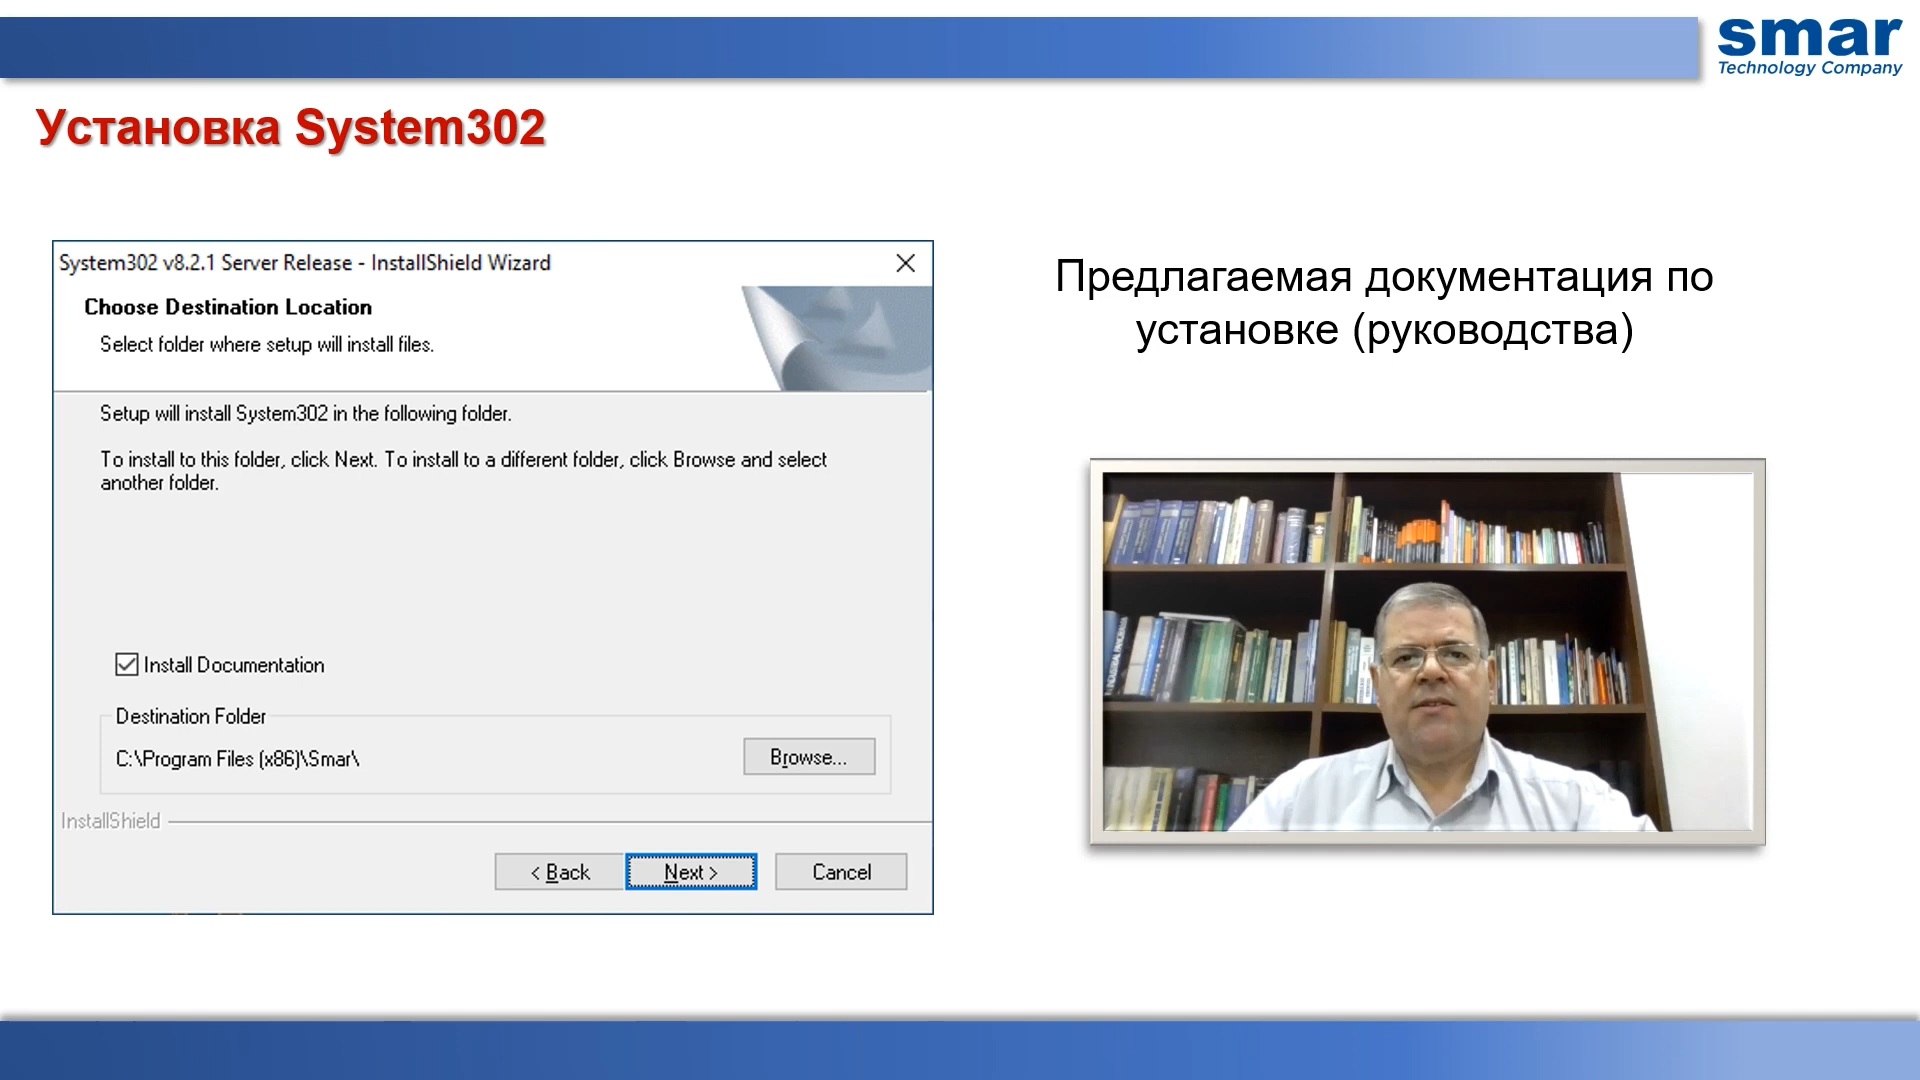 smar
Technology Company
Установка System302
System302 v8.2.1 Server Release - InstallShield Wizard
Choose Destination Location
Select folder where setup will install files.
Setup will install System302 in the following folder.
To install to this folder, click Next. To install to a different folder, click Browse and select
another folder.
Install Documentation
Destination Folder
C:\Program Files (x86)\Smar\
Browse...
InstallShield
< Back
Next >
Cancel
Предлагаемая документация по
установке (руководства)